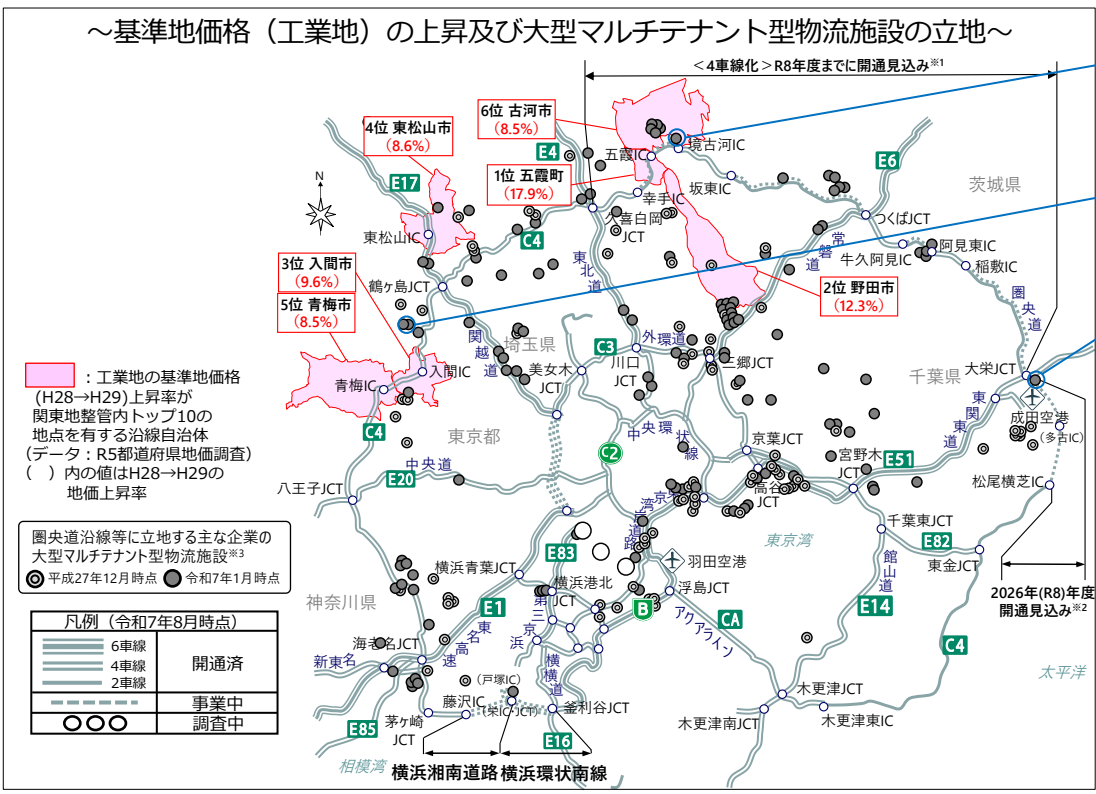 ～基準地価格（工業地）の上昇及び大型マルチテナント型物流施設の立地～
＜4車線化＞R8年度までに開通見込み※1
6位 古河市
（8.5%）
4位 東松山市
（8.6%）
1位 五霞町
（17.9%）
3位 入間市
（9.6%）
5位 青梅市
（8.5%）
2位 野田市
（12.3%）
N
E4
E17
E6
五霞IC
境古河IC
坂東IC
幸手IC
茨城県
久喜白岡
JCT
つくばJCT
東松山IC
C4
東北道
常磐道
牛久阿見IC
阿見東IC
稲敷IC
鶴ヶ島JCT
圏央道
関越道
埼玉県
外環道
C3
川口
JCT
三郷JCT
美女木
JCT
青梅IC
入間IC
千葉県
大栄JCT
東関東道
成田空港
（多古IC）
：工業地の基準地価格
(H28→H29)上昇率が
関東地整管内トップ10の
地点を有する沿線自治体
（データ：R5都道府県地価調査）
（　）内の値はH28→H29の
地価上昇率
東京都
C4
中央環状線
京葉JCT
C2
中央道
E20
宮野木
JCT
E51
高谷
JCT
八王子JCT
松尾横芝IC
湾岸道路
千葉東JCT
東京湾
E82
東金JCT
圏央道沿線等に立地する主な企業の
大型マルチテナント型物流施設※3
平成27年12月時点
令和7年1月時点
E83
羽田空港
館山道
横浜青葉JCT
横浜港北
JCT
浮島JCT
2026年(R8)年度
開通見込み※2
神奈川県
E1
第三京浜
B
CA
アクアライン
E14
凡例（令和7年8月時点）
6車線
4車線
2車線
開通済
事業中
調査中
海老名JCT
東名高速
新東名
横横道
C4
太平洋
（戸塚IC）
藤沢IC
（栄IC・JCT）
釜利谷JCT
木更津JCT
木更津南JCT
木更津東IC
茅ヶ崎
JCT
E85
E16
相模湾
横浜湘南道路
横浜環状南線